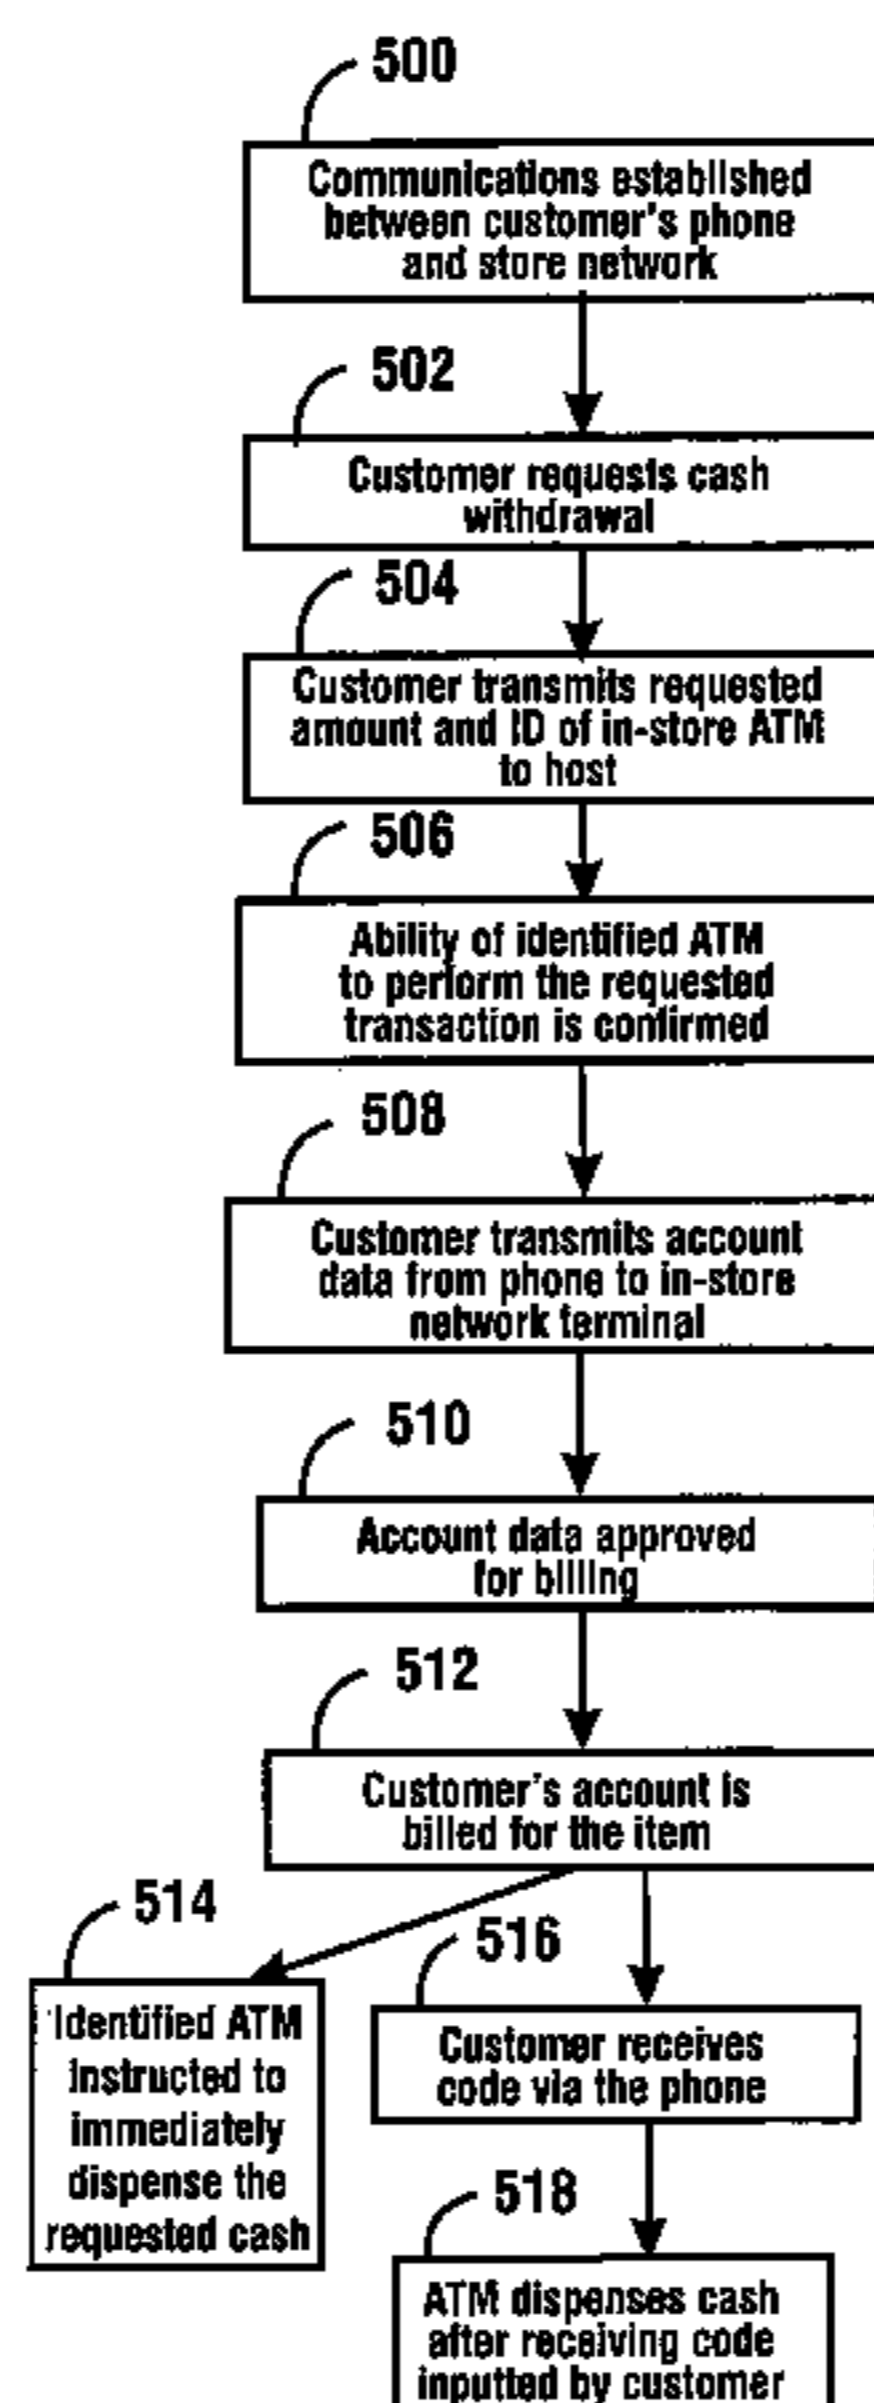 500
Communications established
between customer's phone
and store network
502
Customer requests cash
withdrawal
504
Customer transmits requested
amount and ID of in-store ATM
to host
506
Ability of identified ATM
to perform the requested
transaction is confirmed
508
Customer transmits account
data from phone to in-store
network terminal
510
Account data approved
for billing
512
Customer's account is
billed for the item
514
Identified ATM
instructed to
immediately
dispense the
requested cash
516
Customer receives
code via the phone
518
ATM dispenses cash
after receiving code
inputted by customer